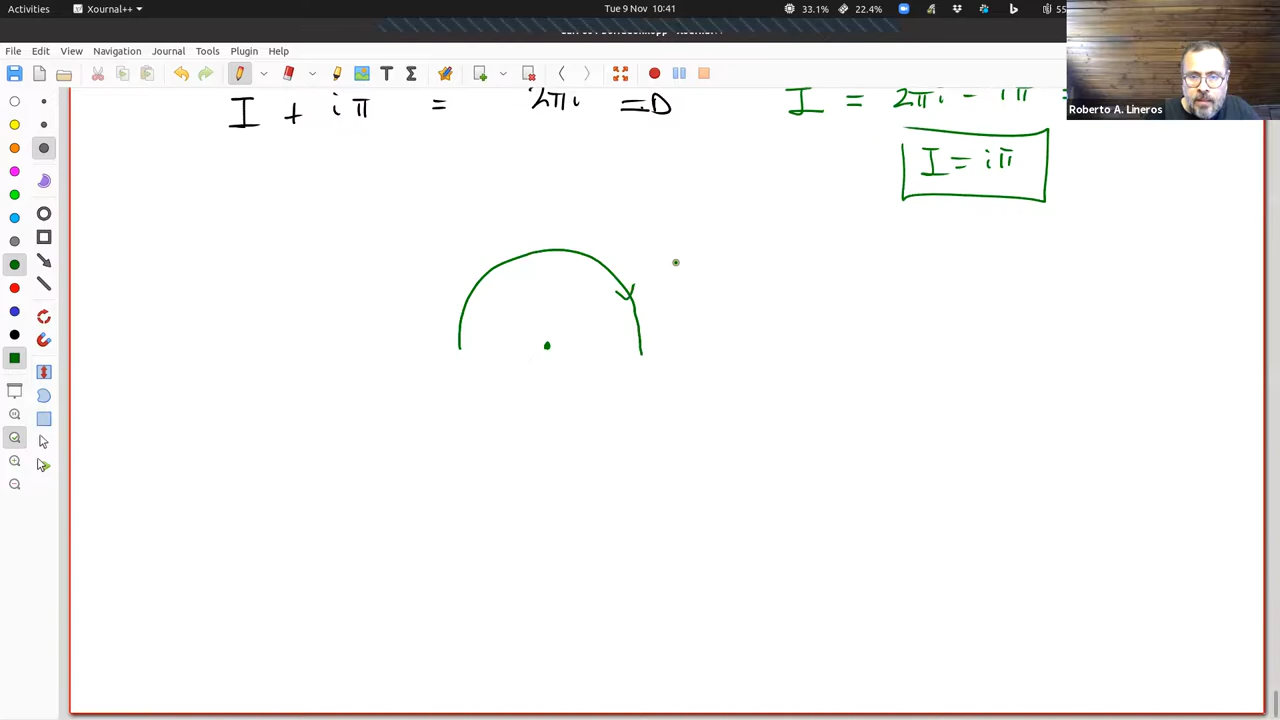 Activities
Xournal++
Tue 9 Nov 10:41
33.1%
22.4%
File Edit View Navigation Journal Tools Plugin Help
Roberto A. Lineros
I + iπ = 2πi =D
I = 2πi - iπ =
I = iπ